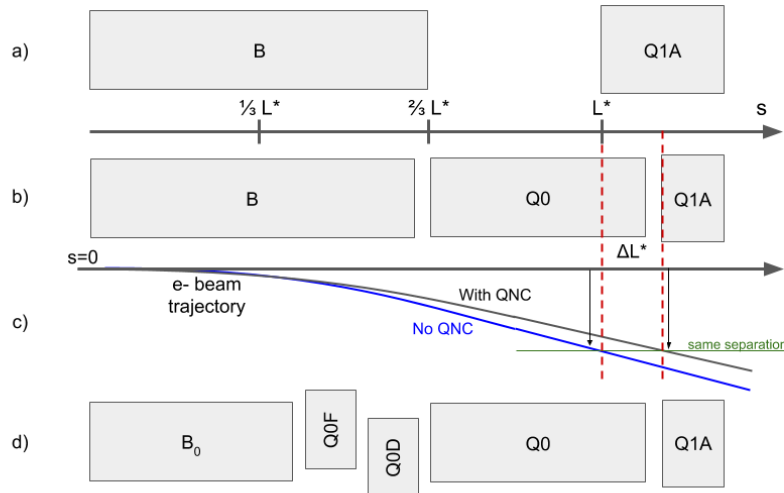 a)
B
Q1A
⅓ L*
⅔ L*
L*
s
b)
B
Q0
Q1A
s=0
ΔL*
e- beam
trajectory
With QNC
No QNC
c)
same separation
d)
B₀
Q0F
Q0D
Q0
Q1A